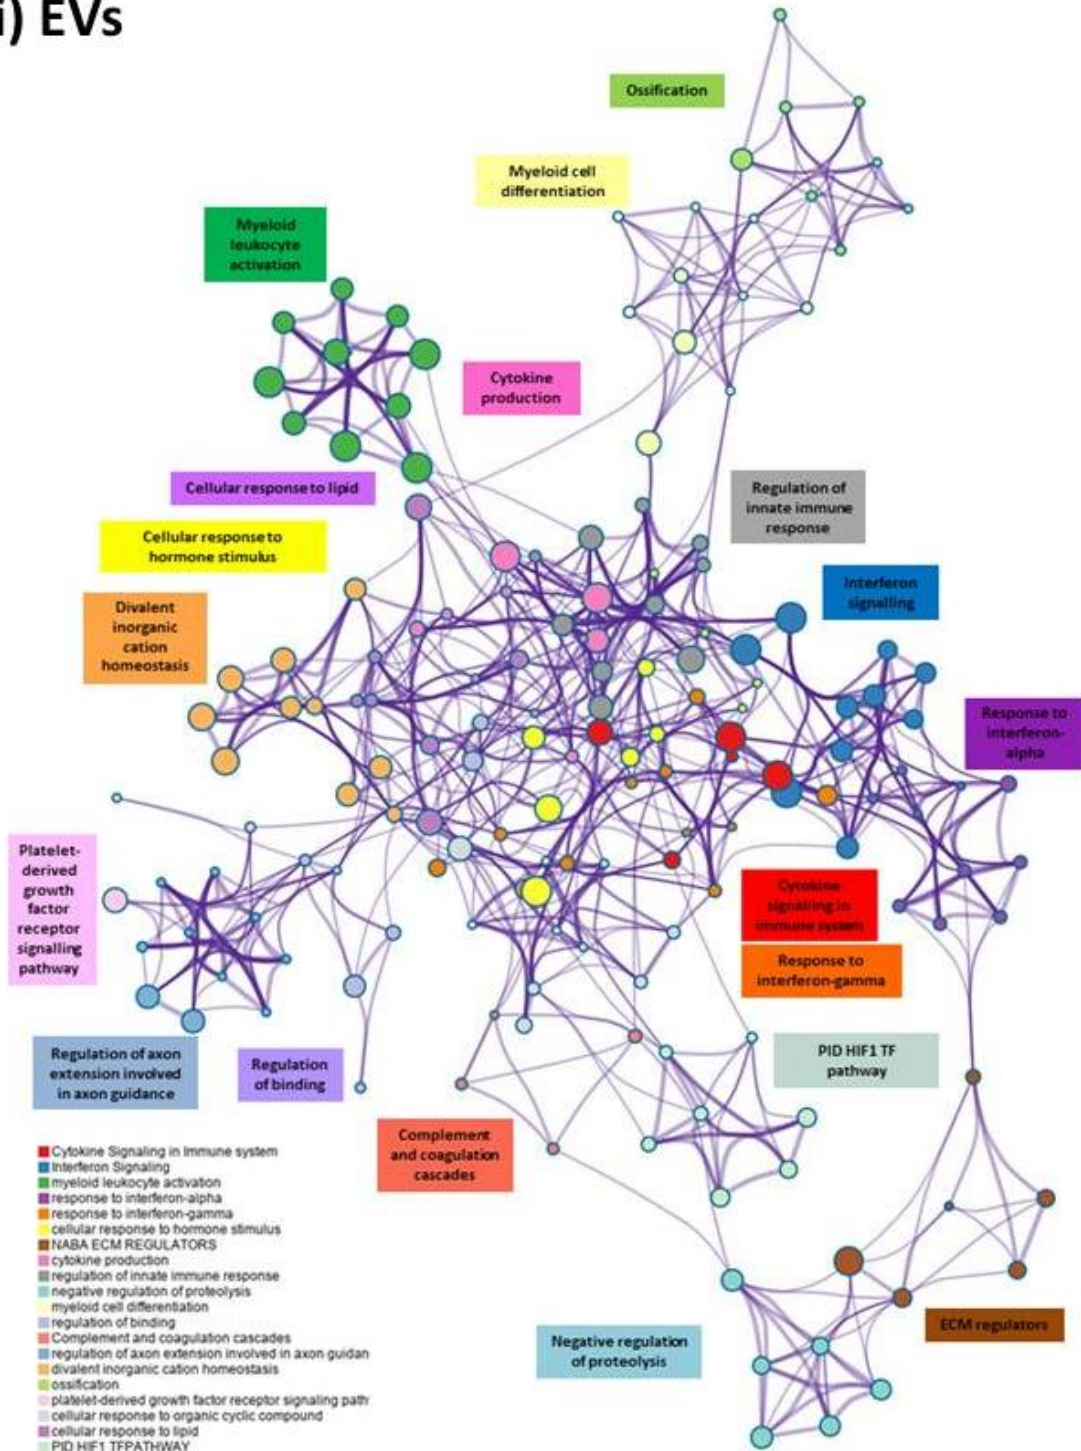 i) EVs
Ossification
Myeloid cell
differentiation
Myeloid
leukocyte
activation
Cytokine
production
Cellular response to lipid
Regulation of
innate immune
response
Cellular response to
hormone stimulus
Interferon
signalling
Divalent
inorganic
cation
homeostasis
Response to
interferon-
alpha
Platelet-
derived
growth
factor
receptor
signalling
pathway
Cytokine
signalling in
immune system
Response to
interferon-gamma
Regulation of axon
extension involved
in axon guidance
Regulation
of binding
PID HIF1 TF
pathway
Complement
and coagulation
cascades
Cytokine Signaling in Immune system
Interferon Signaling
myeloid leukocyte activation
response to interferon-alpha
response to interferon-gamma
cellular response to hormone stimulus
NABA ECM REGULATORS
cytokine production
regulation of innate immune response
negative regulation of proteolysis
myeloid cell differentiation
regulation of binding
Complement and coagulation cascades
regulation of axon extension involved in axon guidan
divalent inorganic cation homeostasis
ossification
platelet-derived growth factor receptor signaling path
cellular response to organic cyclic compound
cellular response to lipid
PID HIF1 TFPATHWAY
ECM regulators
Negative regulation
of proteolysis